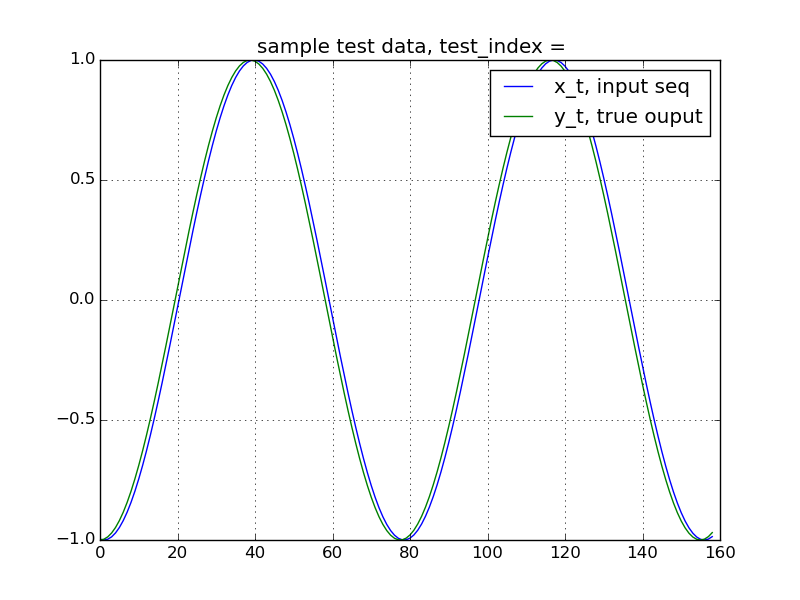 sample test data, test_index =
1.0
x_t, input seq
y_t, true ouput
0.5
0.0
−0.5
−1.0
0 20 40 60 80 100 120 140 160